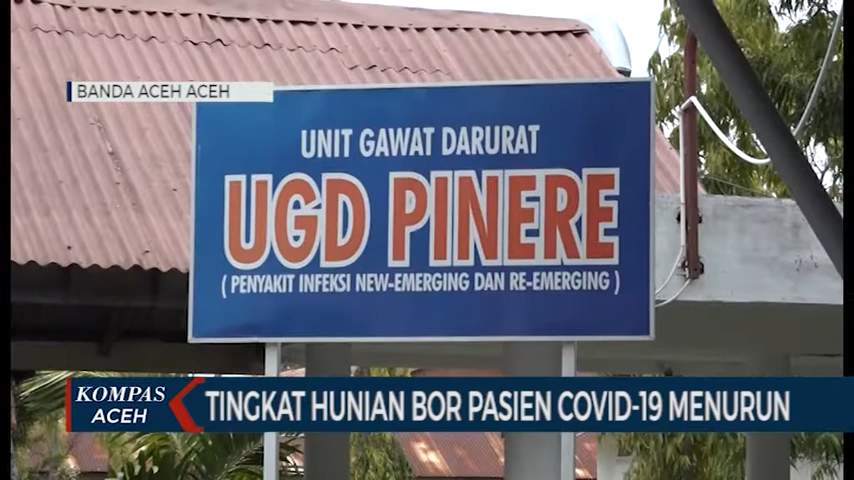 BANDA ACEH ACEH
UNIT GAWAT DARURAT
UGD PINERE
( PENYAKIT INFEKSI NEW-EMERGING DAN RE-EMERGING )
KOMPAS
ACEH
TINGKAT HUNIAN BOR PASIEN COVID-19 MENURUN